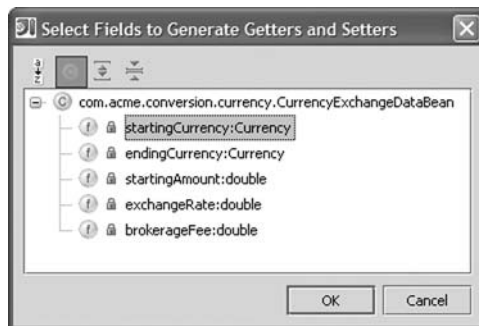 Select Fields to Generate Getters and Setters
a
z
C com.acme.conversion.currency.CurrencyExchangeDataBean
f startingCurrency:Currency
f endingCurrency:Currency
f startingAmount:double
f exchangeRate:double
f brokerageFee:double
OK Cancel